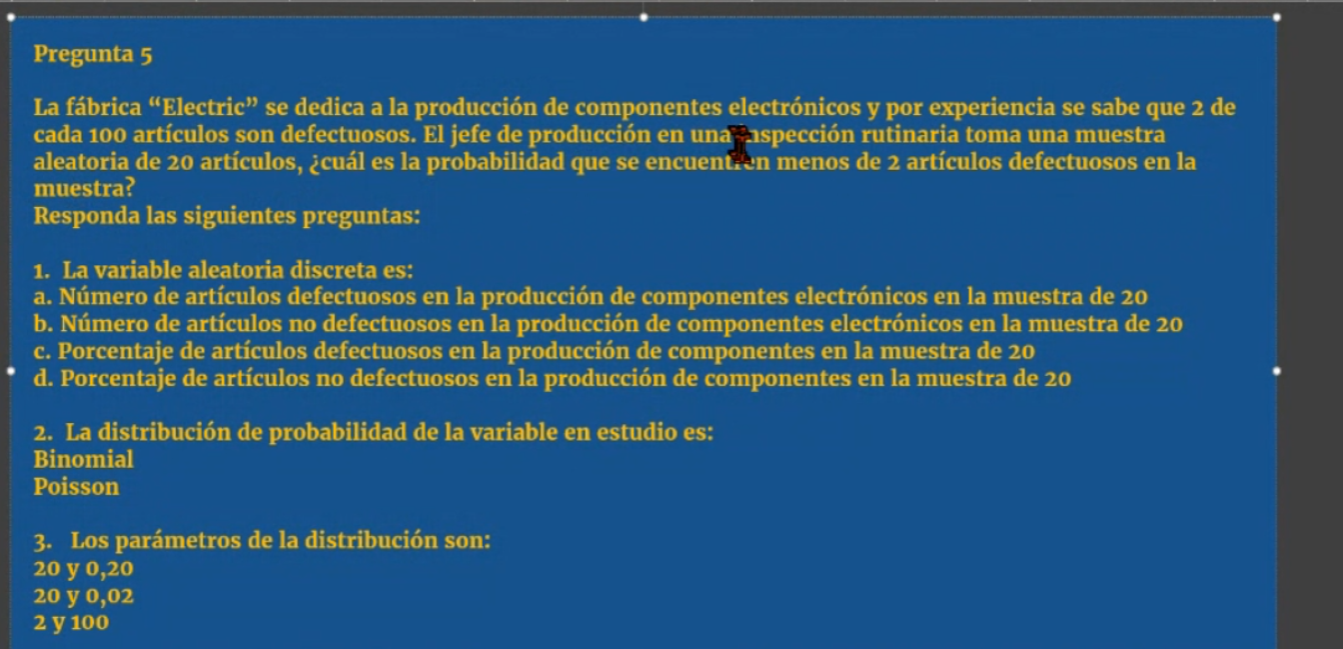 Pregunta 5
La fábrica “Electric” se dedica a la producción de componentes electrónicos y por experiencia se sabe que 2 de
cada 100 artículos son defectuosos. El jefe de producción en una inspección rutinaria toma una muestra
aleatoria de 20 artículos, ¿cuál es la probabilidad que se encuentren menos de 2 artículos defectuosos en la
muestra?
Responda las siguientes preguntas:
1. La variable aleatoria discreta es:
a. Número de artículos defectuosos en la producción de componentes electrónicos en la muestra de 20
b. Número de artículos no defectuosos en la producción de componentes electrónicos en la muestra de 20
c. Porcentaje de artículos defectuosos en la producción de componentes en la muestra de 20
d. Porcentaje de artículos no defectuosos en la producción de componentes en la muestra de 20
2. La distribución de probabilidad de la variable en estudio es:
Binomial
Poisson
3. Los parámetros de la distribución son:
20 y 0,20
20 y 0,02
2 y 100